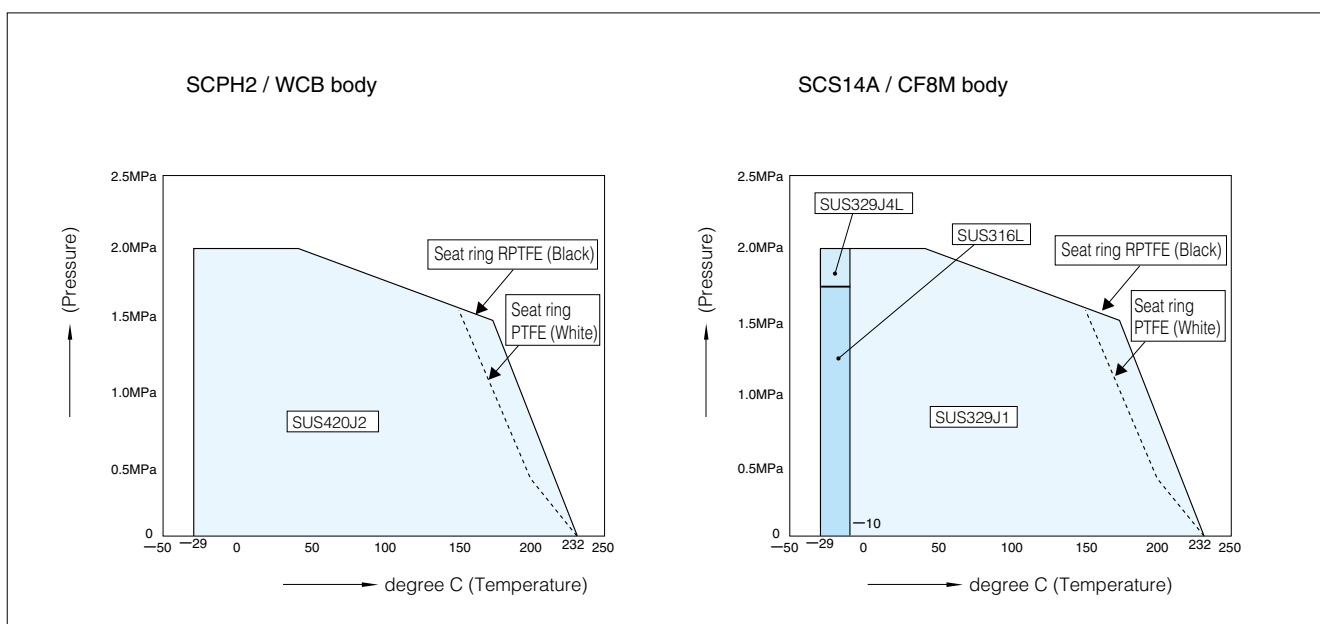 SCPH2 / WCB body
(Pressure)
2.5MPa
2.0MPa
1.5MPa
1.0MPa
0.5MPa
0
Seat ring RPTFE (Black)
Seat ring
PTFE (White)
SUS420J2
—50 —29 0 50 100 150 200 232 250
degree C (Temperature)
SCS14A / CF8M body
(Pressure)
2.5MPa
2.0MPa
1.5MPa
1.0MPa
0.5MPa
0
SUS329J4L
SUS316L
Seat ring RPTFE (Black)
Seat ring
PTFE (White)
SUS329J1
—10
—50 —29 0 50 100 150 200 232 250
degree C (Temperature)